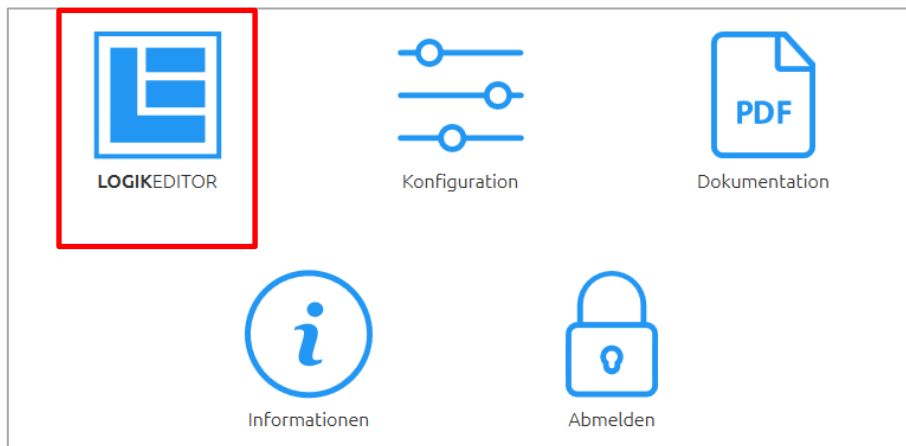 LOGIKEDITOR
Konfiguration
PDF
Dokumentation
i
Informationen
Abmelden